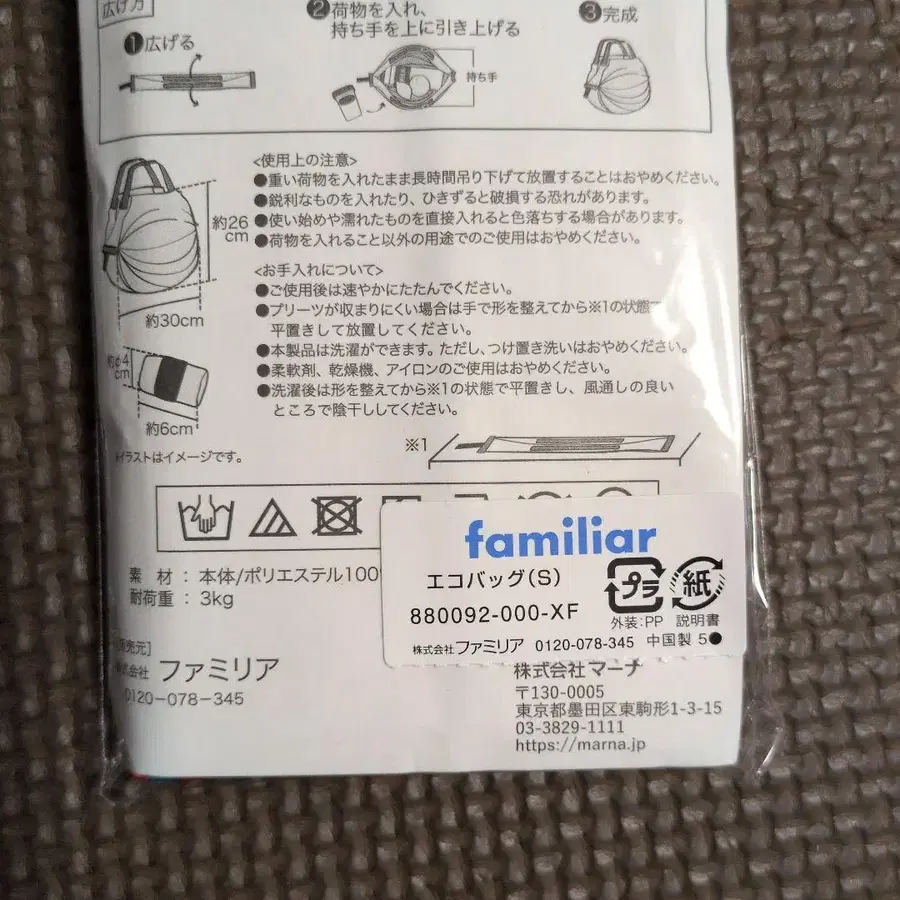 広げ方
❶広げる
❷荷物を入れ、
持ち手を上に引き上げる
持ち手
❸完成
約26
cm
約30cm
約φ4
cm
約6cm
イラストはイメージです。
<使用上の注意>
●重い荷物を入れたまま長時間吊り下げて放置することはおやめください。
●鋭利なものを入れたり、ひきずると破損する恐れがあります。
●使い始めや濡れたものを直接入れると色落ちする場合があります。
●荷物を入れること以外の用途でのご使用はおやめください。
<お手入れについて>
●ご使用後は速やかにたたんでください。
●プリーツが収まりにくい場合は手で形を整えてから※1の状態で
平置きして放置してください。
●本製品は洗濯ができます。ただし、つけ置き洗いはおやめください。
●柔軟剤、乾燥機、アイロンのご使用はおやめください。
●洗濯後は形を整えてから※1の状態で平置きし、風通しの良い
ところで陰干ししてください。
※1
素 材 : 本体/ポリエステル100
耐荷重 : 3kg
familiar
エコバッグ(S)
880092-000-XF
プラ
紙
外装:PP 説明書
株式会社ファミリア 0120-078-345 中国製 5●
売元]
株式会社 ファミリア
0120-078-345
株式会社マーナ
〒130-0005
東京都墨田区東駒形1-3-15
03-3829-1111
https://marna.jp